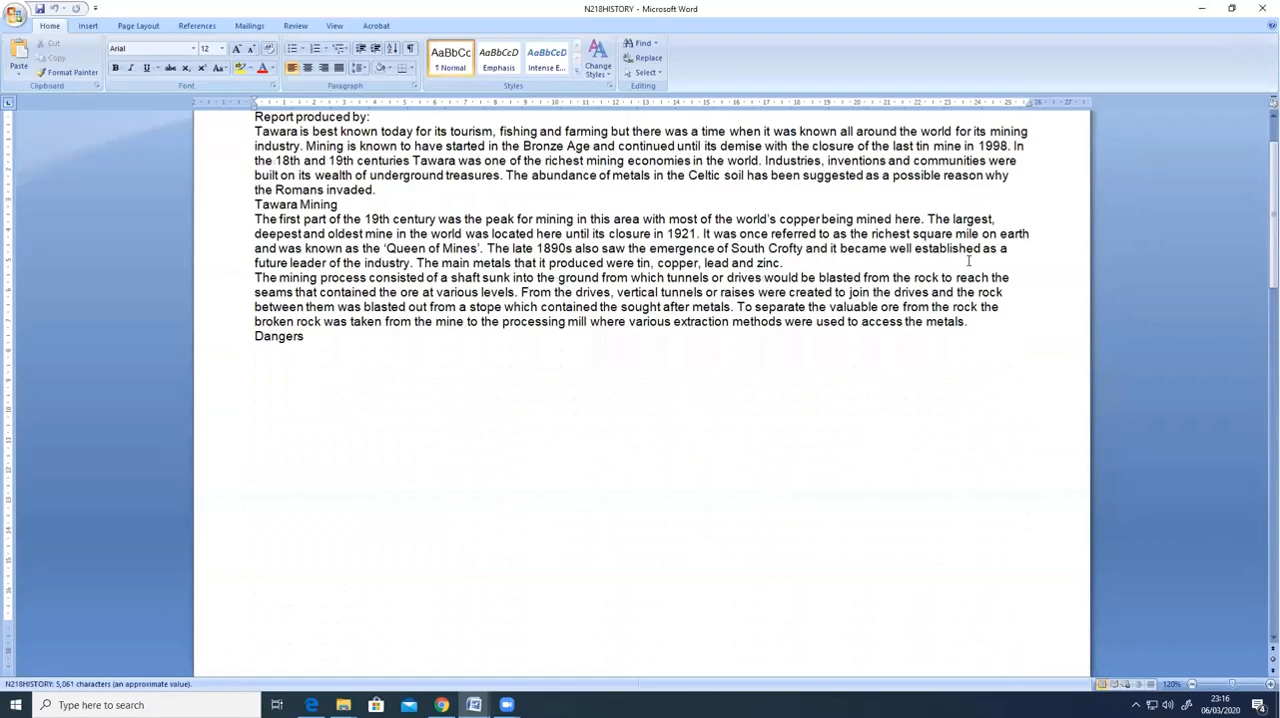 N218HISTORY - Microsoft Word
Home Insert Page Layout References Mailings Review View Acrobat
Paste
Cut
Copy
Format Painter
Clipboard
Arial 12
Font
Paragraph
AaBbCc AaBbCcD AaBbCcD
¶ Normal Emphasis Intense E...
Change
Styles
Styles
Find
Replace
Select
Editing
Report produced by:
Tawara is best known today for its tourism, fishing and farming but there was a time when it was known all around the world for its mining
industry. Mining is known to have started in the Bronze Age and continued until its demise with the closure of the last tin mine in 1998. In
the 18th and 19th centuries Tawara was one of the richest mining economies in the world. Industries, inventions and communities were
built on its wealth of underground treasures. The abundance of metals in the Celtic soil has been suggested as a possible reason why
the Romans invaded.
Tawara Mining
The first part of the 19th century was the peak for mining in this area with most of the world's copper being mined here. The largest,
deepest and oldest mine in the world was located here until its closure in 1921. It was once referred to as the richest square mile on earth
and was known as the 'Queen of Mines'. The late 1890s also saw the emergence of South Crofty and it became well established as a
future leader of the industry. The main metals that it produced were tin, copper, lead and zinc.
The mining process consisted of a shaft sunk into the ground from which tunnels or drives would be blasted from the rock to reach the
seams that contained the ore at various levels. From the drives, vertical tunnels or raises were created to join the drives and the rock
between them was blasted out from a stope which contained the sought after metals. To separate the valuable ore from the rock the
broken rock was taken from the mine to the processing mill where various extraction methods were used to access the metals.
Dangers
N218HISTORY: 5,061 characters (an approximate value).
120%
Type here to search
23:16
06/03/2020